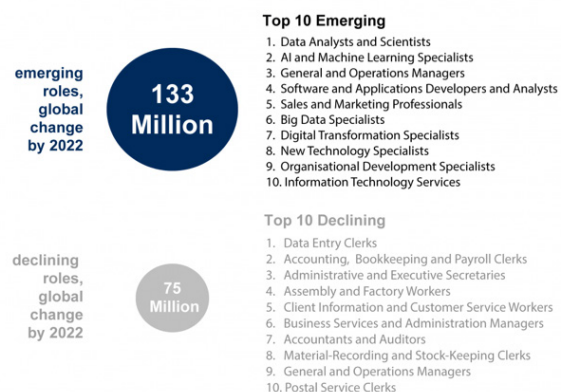 emerging
roles,
global
change
by 2022
133
Million
Top 10 Emerging
1. Data Analysts and Scientists
2. AI and Machine Learning Specialists
3. General and Operations Managers
4. Software and Applications Developers and Analysts
5. Sales and Marketing Professionals
6. Big Data Specialists
7. Digital Transformation Specialists
8. New Technology Specialists
9. Organisational Development Specialists
10. Information Technology Services
declining
roles,
global
change
by 2022
75
Million
Top 10 Declining
1. Data Entry Clerks
2. Accounting, Bookkeeping and Payroll Clerks
3. Administrative and Executive Secretaries
4. Assembly and Factory Workers
5. Client Information and Customer Service Workers
6. Business Services and Administration Managers
7. Accountants and Auditors
8. Material-Recording and Stock-Keeping Clerks
9. General and Operations Managers
10. Postal Service Clerks